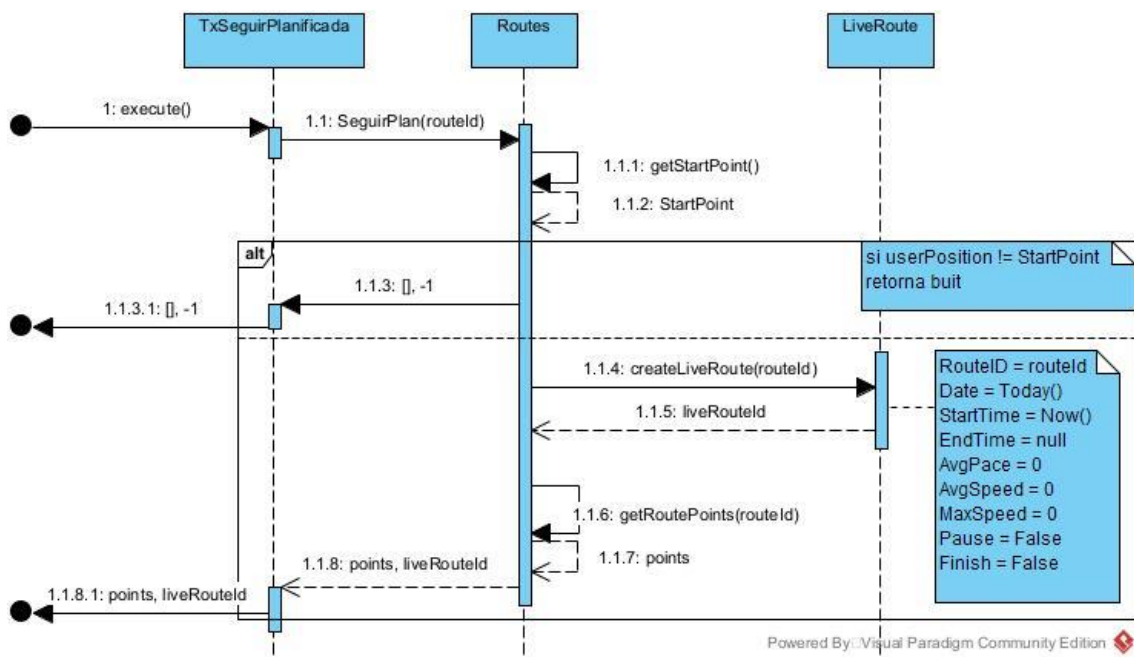 TxSeguirPlanificada
Routes
LiveRoute
1: execute()
1.1: SeguirPlan(routeId)
1.1.1: getStartPoint()
1.1.2: StartPoint
alt
si userPosition != StartPoint
retorna buit
1.1.3: [], -1
1.1.3.1: [], -1
1.1.4: createLiveRoute(routeId)
1.1.5: liveRouteId
RouteID = routeId
Date = Today()
StartTime = Now()
EndTime = null
AvgPace = 0
AvgSpeed = 0
MaxSpeed = 0
Pause = False
Finish = False
1.1.6: getRoutePoints(routeId)
1.1.7: points
1.1.8: points, liveRouteId
1.1.8.1: points, liveRouteId
Powered By Visual Paradigm Community Edition